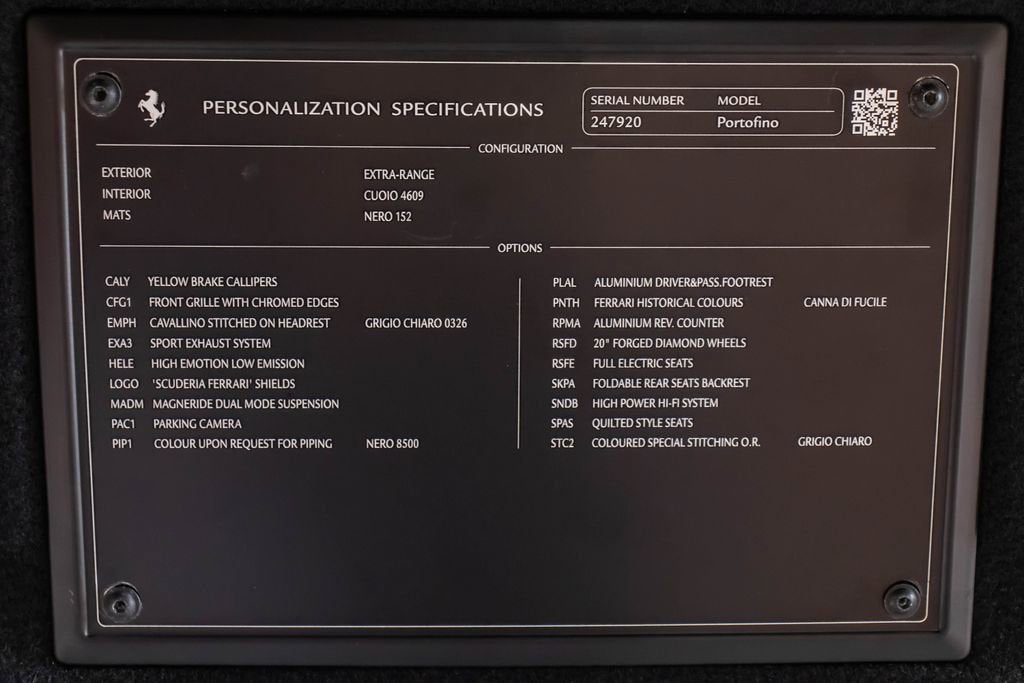 PERSONALIZATION SPECIFICATIONS
SERIAL NUMBER MODEL
247920 Portofino
CONFIGURATION
EXTERIOR EXTRA-RANGE
INTERIOR CUOIO 4609
MATS NERO 152
OPTIONS
CALY YELLOW BRAKE CALLIPERS
CFG1 FRONT GRILLE WITH CHROMED EDGES
EMPH CAVALLINO STITCHED ON HEADREST GRIGIO CHIARO 0326
EXA3 SPORT EXHAUST SYSTEM
HELE HIGH EMOTION LOW EMISSION
LOGO 'SCUDERIA FERRARI' SHIELDS
MADM MAGNERIDE DUAL MODE SUSPENSION
PAC1 PARKING CAMERA
PIP1 COLOUR UPON REQUEST FOR PIPING NERO 8500
PLAL ALUMINIUM DRIVER&PASS.FOOTREST
PNTH FERRARI HISTORICAL COLOURS CANNA DI FUCILE
RPMA ALUMINIUM REV. COUNTER
RSFD 20" FORGED DIAMOND WHEELS
RSFE FULL ELECTRIC SEATS
SKPA FOLDABLE REAR SEATS BACKREST
SNDB HIGH POWER HI-FI SYSTEM
SPAS QUILTED STYLE SEATS
STC2 COLOURED SPECIAL STITCHING O.R. GRIGIO CHIARO